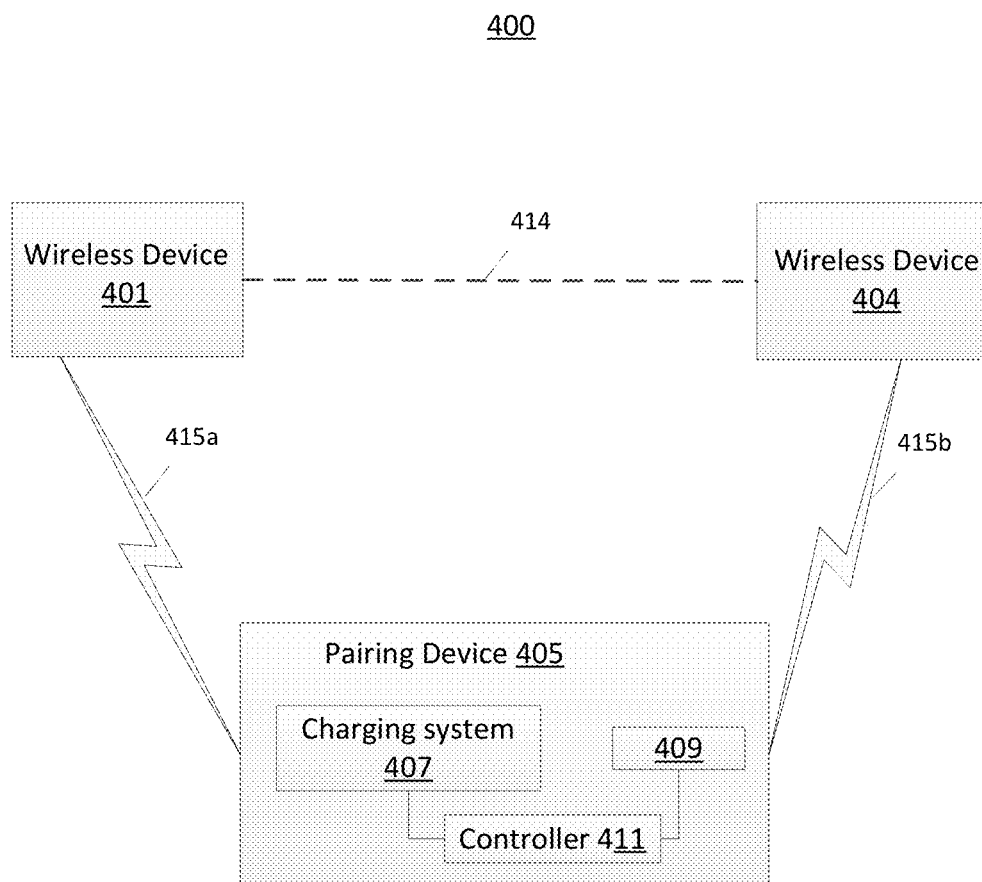 400
414
Wireless Device
401
Wireless Device
404
415a
415b
Pairing Device 405
Charging system
407
409
Controller 411